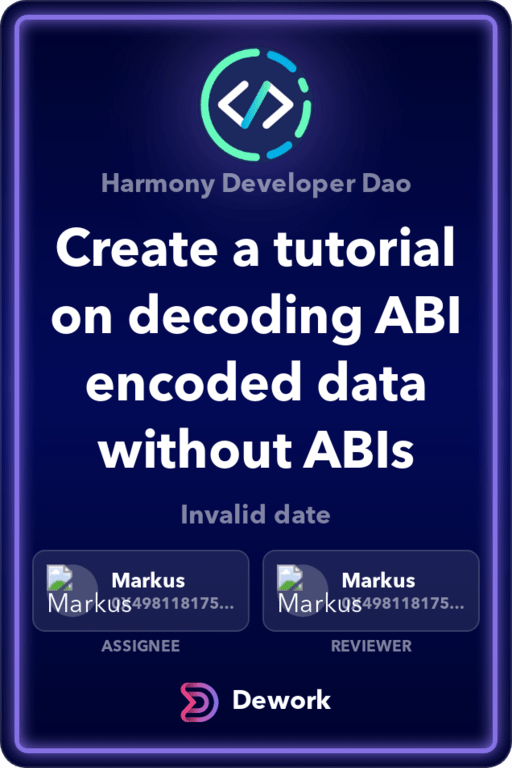 Harmony Developer Dao
Create a tutorial
on decoding ABI
encoded data
without ABIs
Invalid date
Markus
Markus
0x498118175...
Markus
Markus
0x498118175...
ASSIGNEE
REVIEWER
Dework